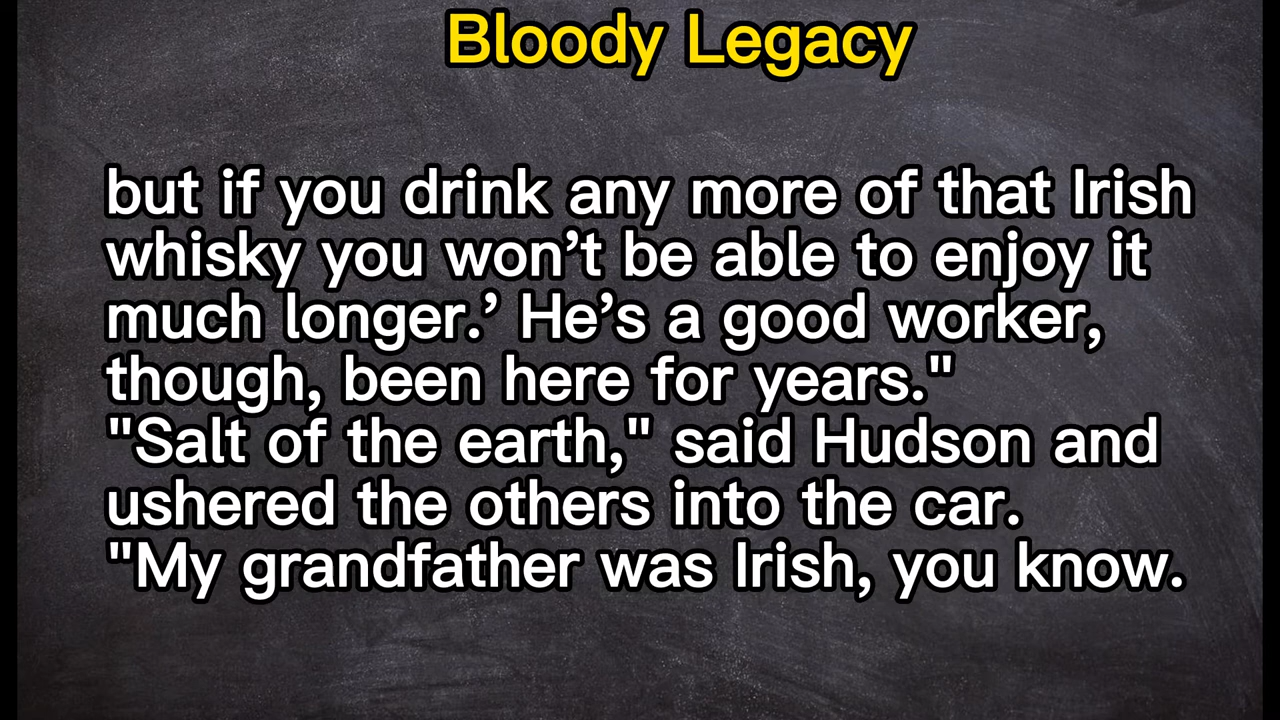 Bloody Legacy
but if you drink any more of that Irish
whisky you won’t be able to enjoy it
much longer.’ He’s a good worker,
though, been here for years."
"Salt of the earth," said Hudson and
ushered the others into the car.
"My grandfather was Irish, you know.